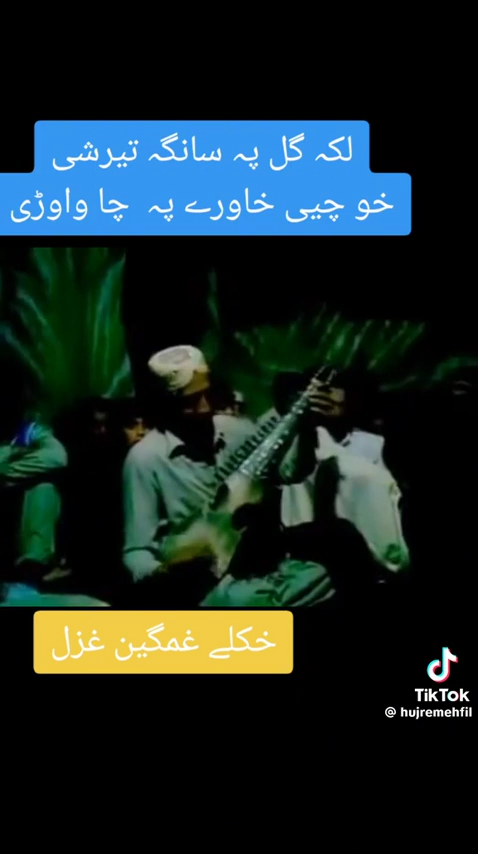 لکہ گل پہ سانگہ تیرشی
خو چیی خاورے پہ چا واوڑی
خکلے غمگین غزل
TikTok
@ hujremehfil